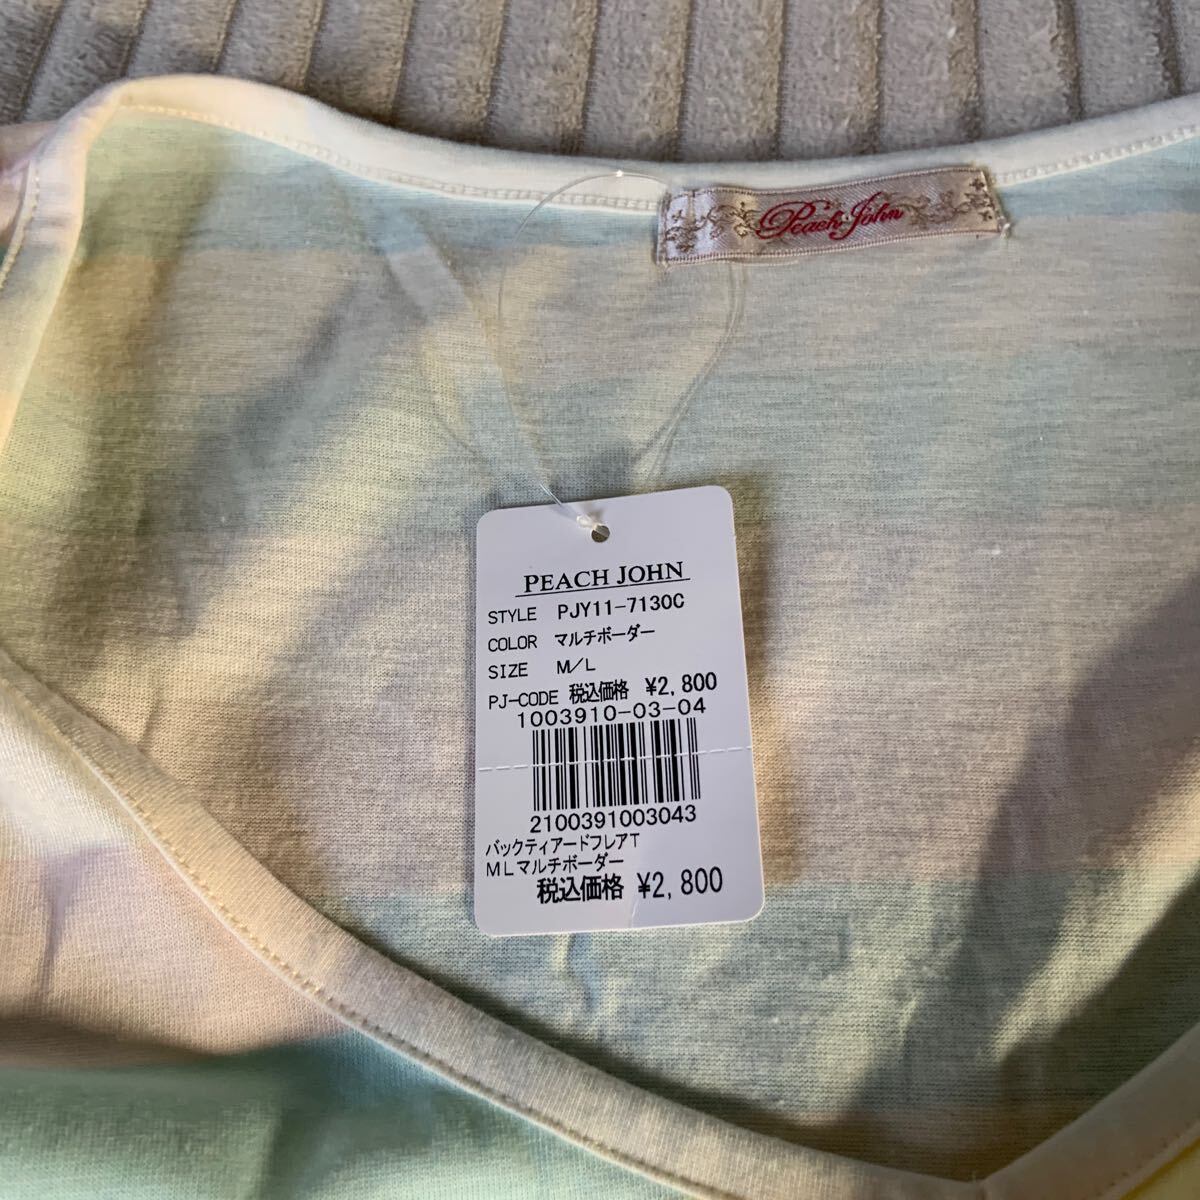 Peach John
PEACH JOHN
STYLE PJY11-7130C
COLOR マルチボーダー
SIZE M/L
PJ-CODE 税込価格 ¥2,800
1003910-03-04
2100391003043
バックティアードフレアT
MLマルチボーダー
税込価格 ¥2,800